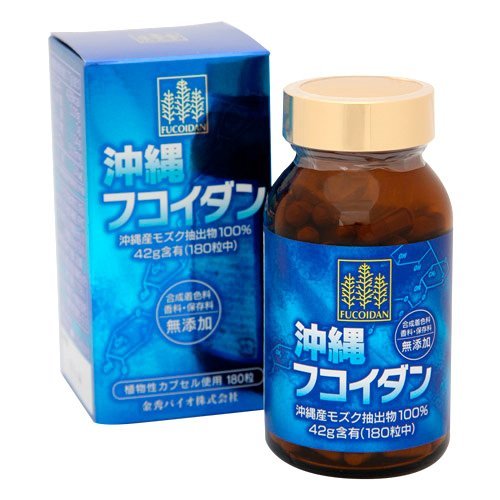 FUCOIDAN
沖縄
フコイダン
沖縄産モズク抽出物100%
42g含有(180粒中)
合成着色料
香料・保存料
無添加
植物性カプセル使用 180粒
金秀バイオ株式会社
FUCOIDAN
沖縄
フコイダン
沖縄産モズク抽出物100%
42g含有(180粒中)
合成着色料
香料・保存料
無添加